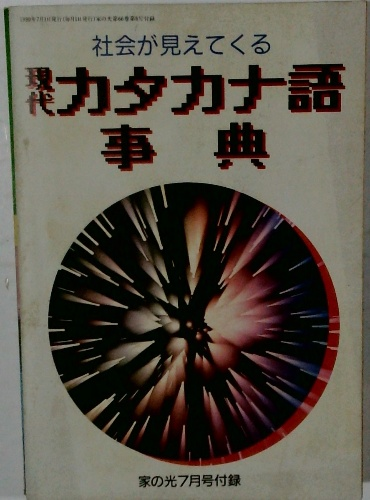 社会が見えてくる
現代カタカナ語
事典
家の光7月号付録